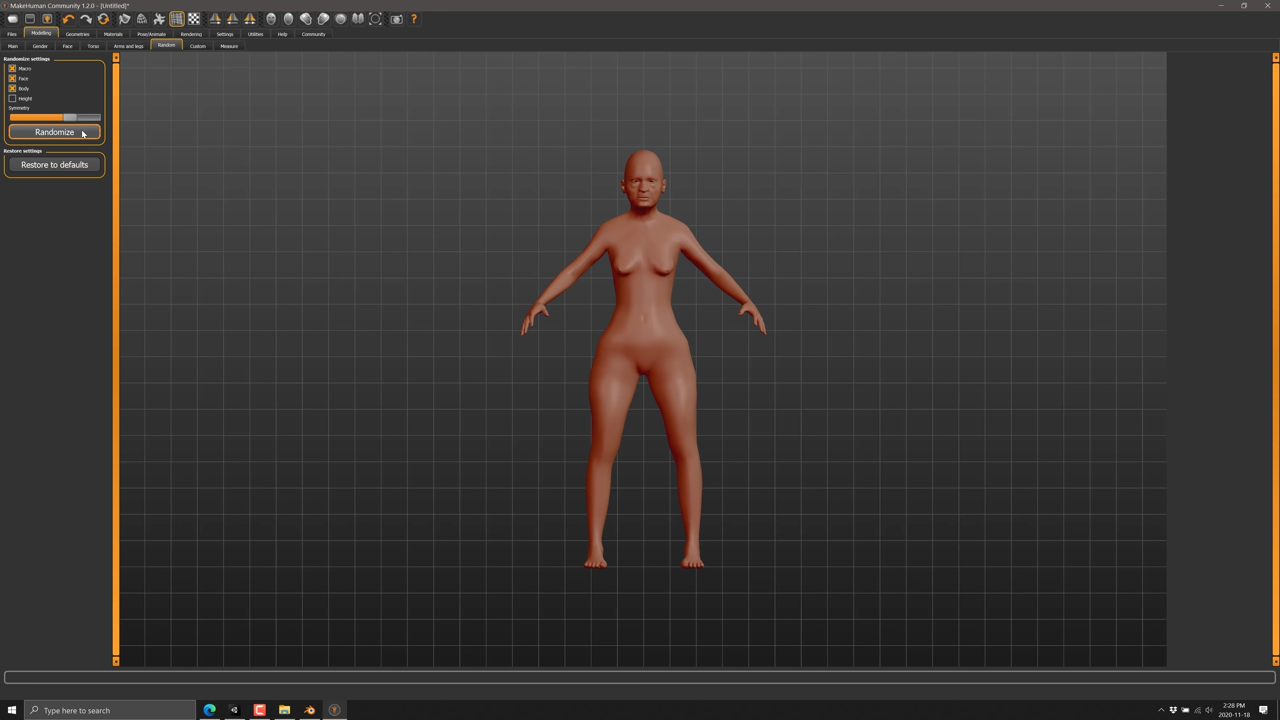 MakeHuman Community 1.2.0 - [Untitled]*
Files Modelling Geometries Materials Pose/Animate Rendering Settings Utilities Help Community
Main Gender Face Torso Arms and legs Random Custom Measure
Randomize settings
Macro
Face
Body
Height
Symmetry
Randomize
Restore settings
Restore to defaults
Type here to search
2:28 PM
2020-11-18